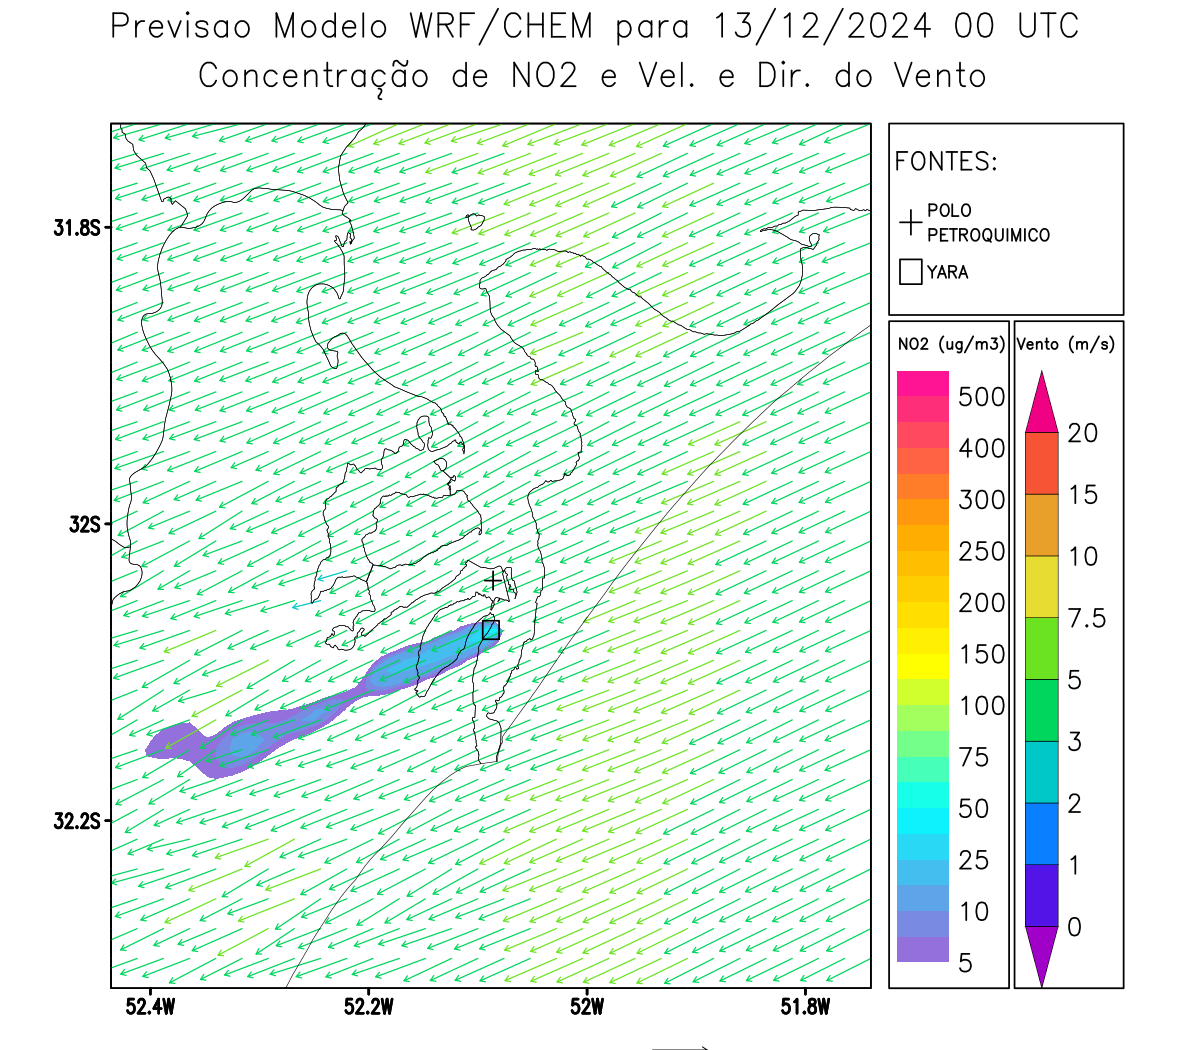 Previsao Modelo WRF/CHEM para 13/12/2024 00 UTC
Concentração de NO2 e Vel. e Dir. do Vento
FONTES:
POLO
PETROQUIMICO
YARA
NO2 (ug/m3)
500
400
300
250
200
150
100
75
50
25
10
5
Vento (m/s)
20
15
10
7.5
5
3
2
1
0
31.8S
32S
32.2S
52.4W
52.2W
52W
51.8W